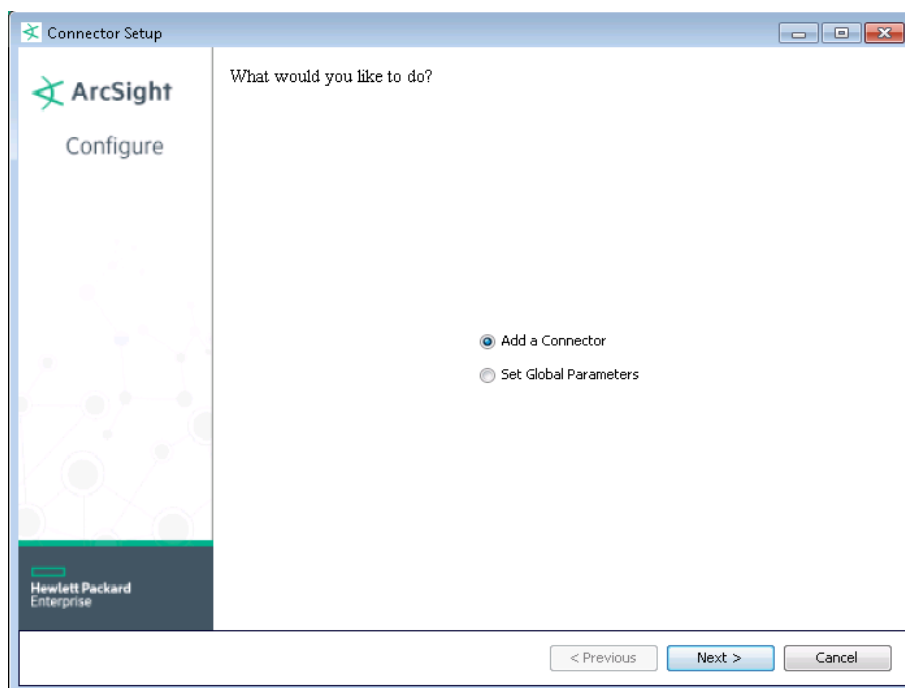 Connector Setup
ArcSight
Configure
What would you like to do?
Add a Connector
Set Global Parameters
Hewlett Packard
Enterprise
< Previous
Next >
Cancel